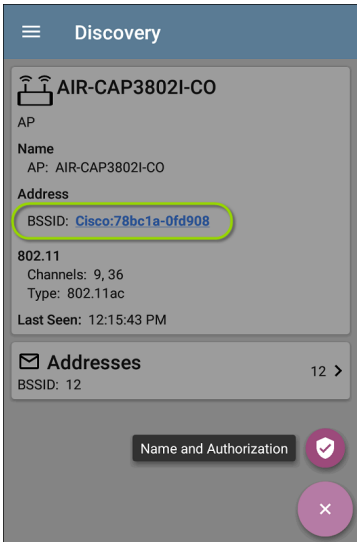 Discovery
AIR-CAP3802I-CO
AP
Name
AP: AIR-CAP3802I-CO
Address
BSSID: Cisco:78bc1a-0fd908
802.11
Channels: 9, 36
Type: 802.11ac
Last Seen: 12:15:43 PM
Addresses
12
BSSID: 12
Name and Authorization